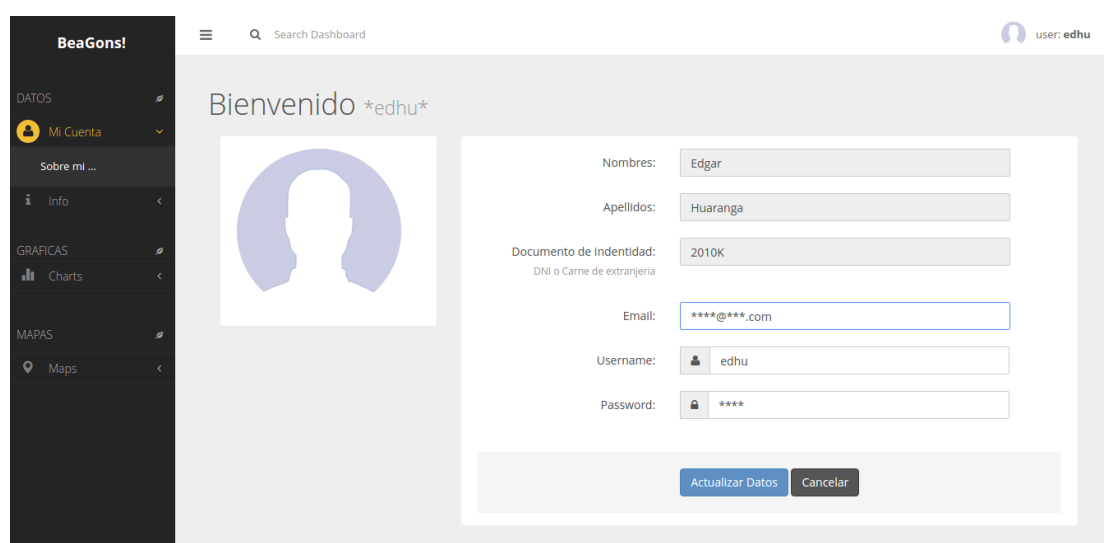 BeaGons!
Search Dashboard
user: edhu
DATOS
Mi Cuenta
Sobre mi ...
Info
GRAFICAS
Charts
MAPAS
Maps
Bienvenido *edhu*
Nombres: Edgar
Apellidos: Huaranga
Documento de indentidad: 2010K
DNI o Carne de extranjeria
Email: ****@***.com
Username: edhu
Password: ****
Actualizar Datos Cancelar